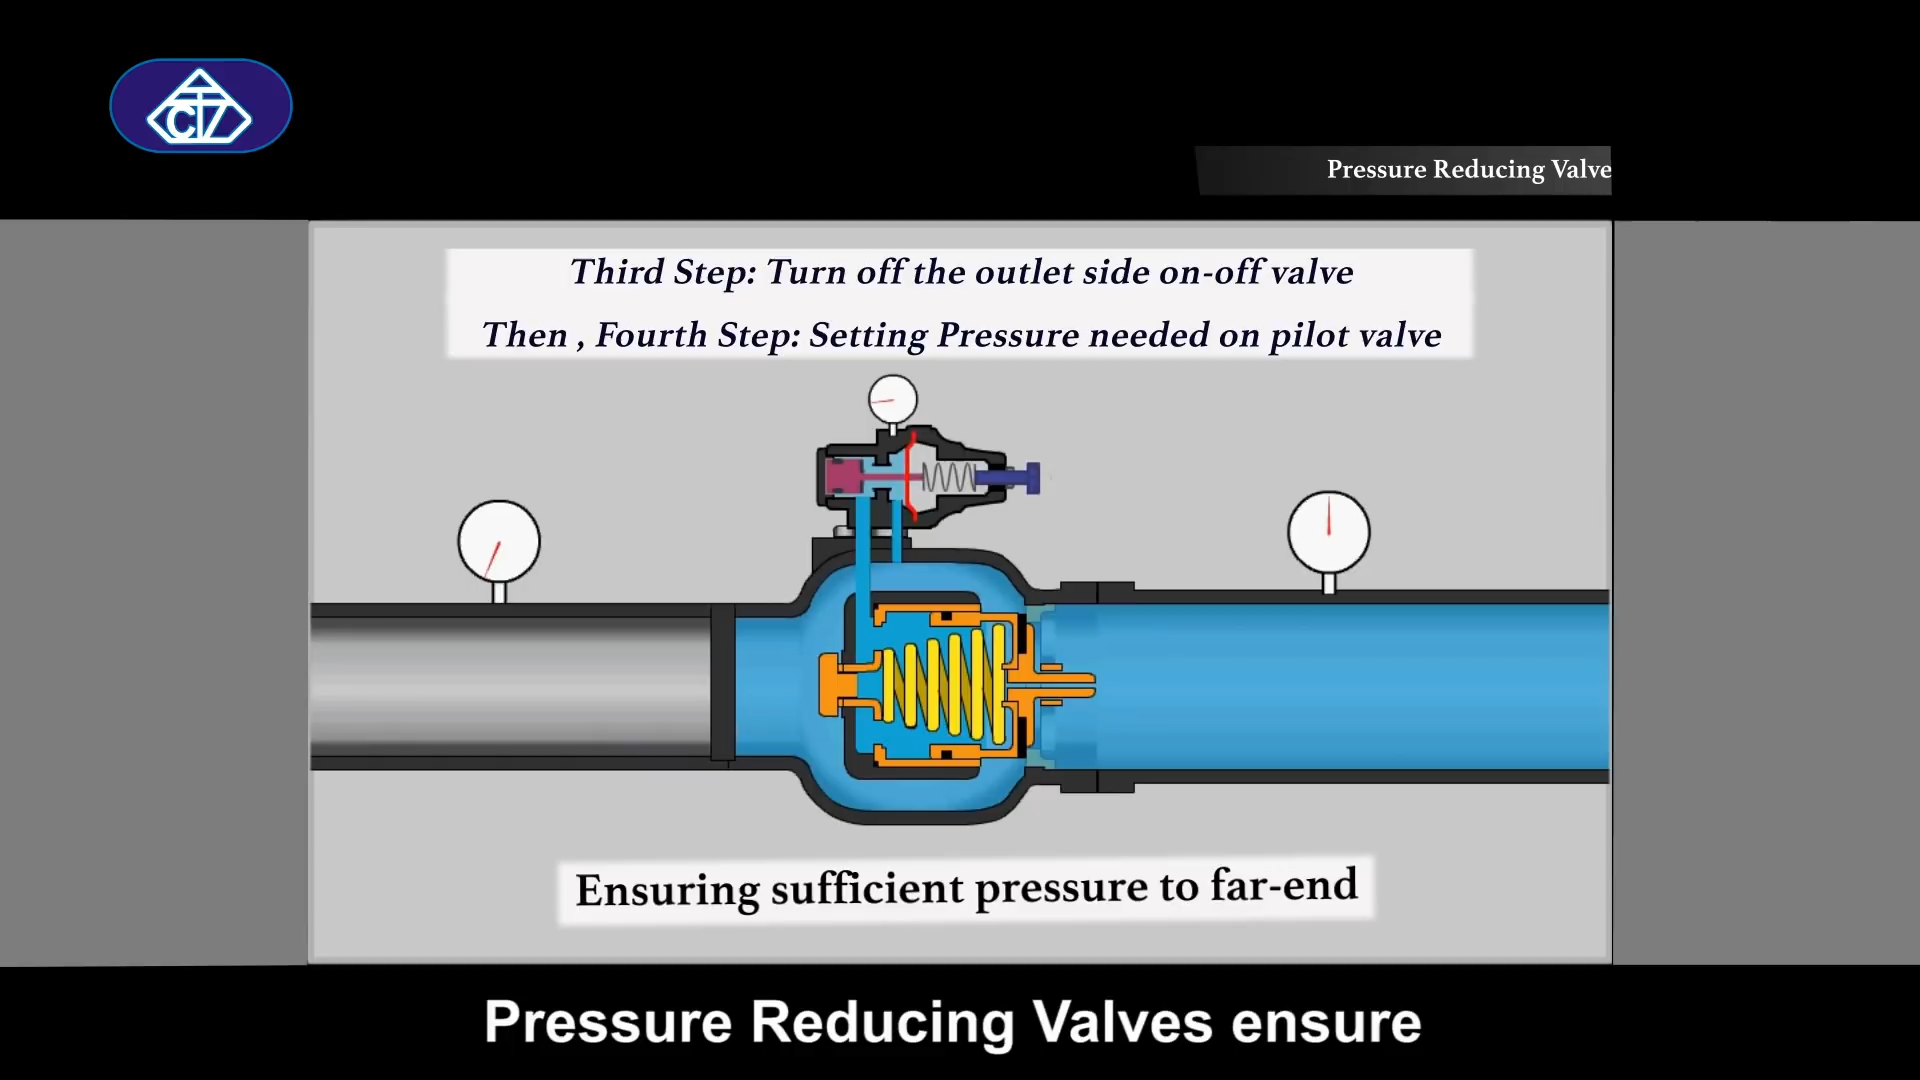 CTZ
Pressure Reducing Valve
Third Step: Turn off the outlet side on-off valve
Then , Fourth Step: Setting Pressure needed on pilot valve
Ensuring sufficient pressure to far-end
Pressure Reducing Valves ensure